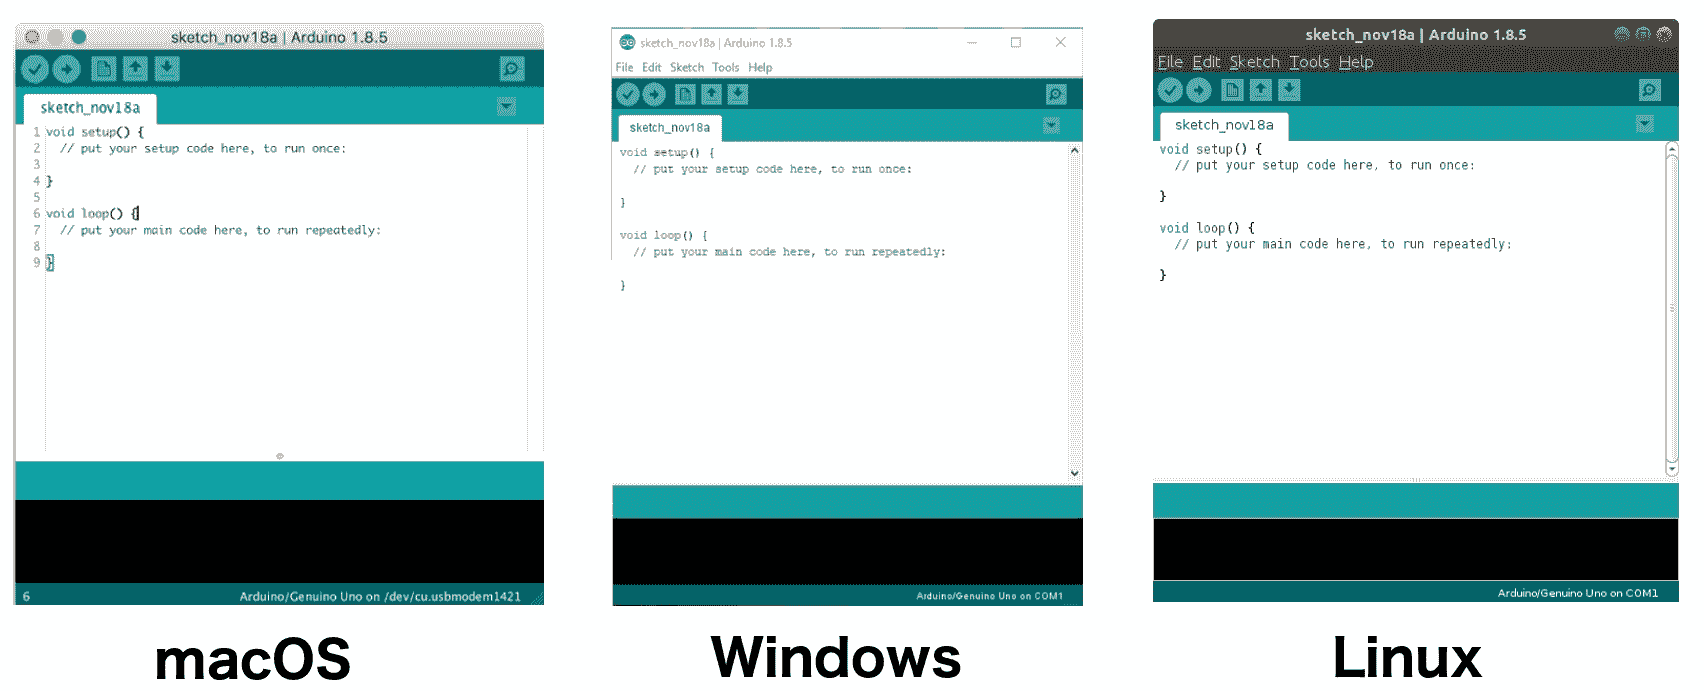 sketch_nov18a | Arduino 1.8.5
sketch_nov18a
1 void setup() {
2 // put your setup code here, to run once:
3
4 }
5
6 void loop() {
7 // put your main code here, to run repeatedly:
8
9 }
6 Arduino/Genuino Uno on /dev/cu.usbmodem1421
macOS
sketch_nov18a | Arduino 1.8.5
File Edit Sketch Tools Help
sketch_nov18a
void setup() {
// put your setup code here, to run once:
}
void loop() {
// put your main code here, to run repeatedly:
}
Arduino/Genuino Uno on COM1
Windows
sketch_nov18a | Arduino 1.8.5
File Edit Sketch Tools Help
sketch_nov18a
void setup() {
// put your setup code here, to run once:
}
void loop() {
// put your main code here, to run repeatedly:
}
Arduino/Genuino Uno on COM1
Linux